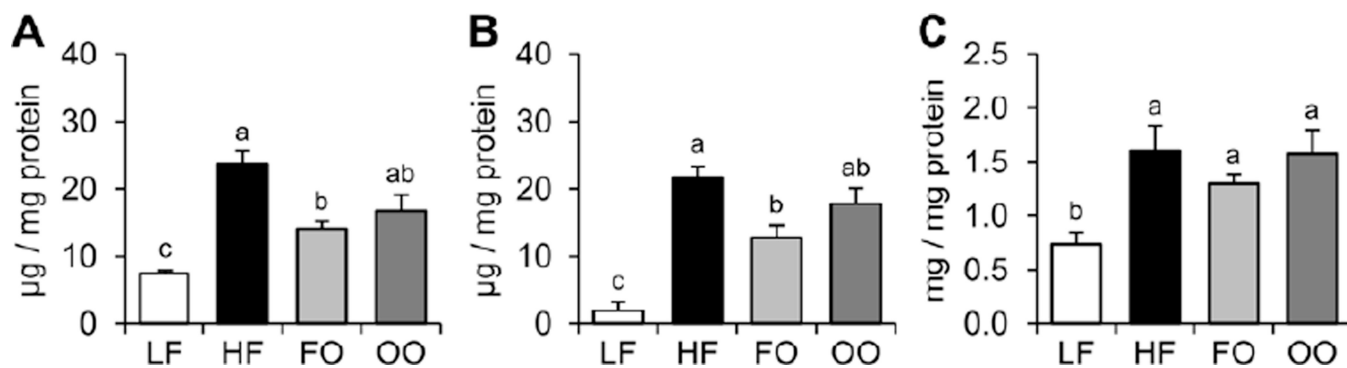 A
µg / mg protein
40
30
20
10
0
c
a
b
ab
LF HF FO OO
B
µg / mg protein
40
30
20
10
0
c
a
b
ab
LF HF FO OO
C
mg / mg protein
2.5
2.0
1.5
1.0
0.5
0.0
b
a
a
a
LF HF FO OO